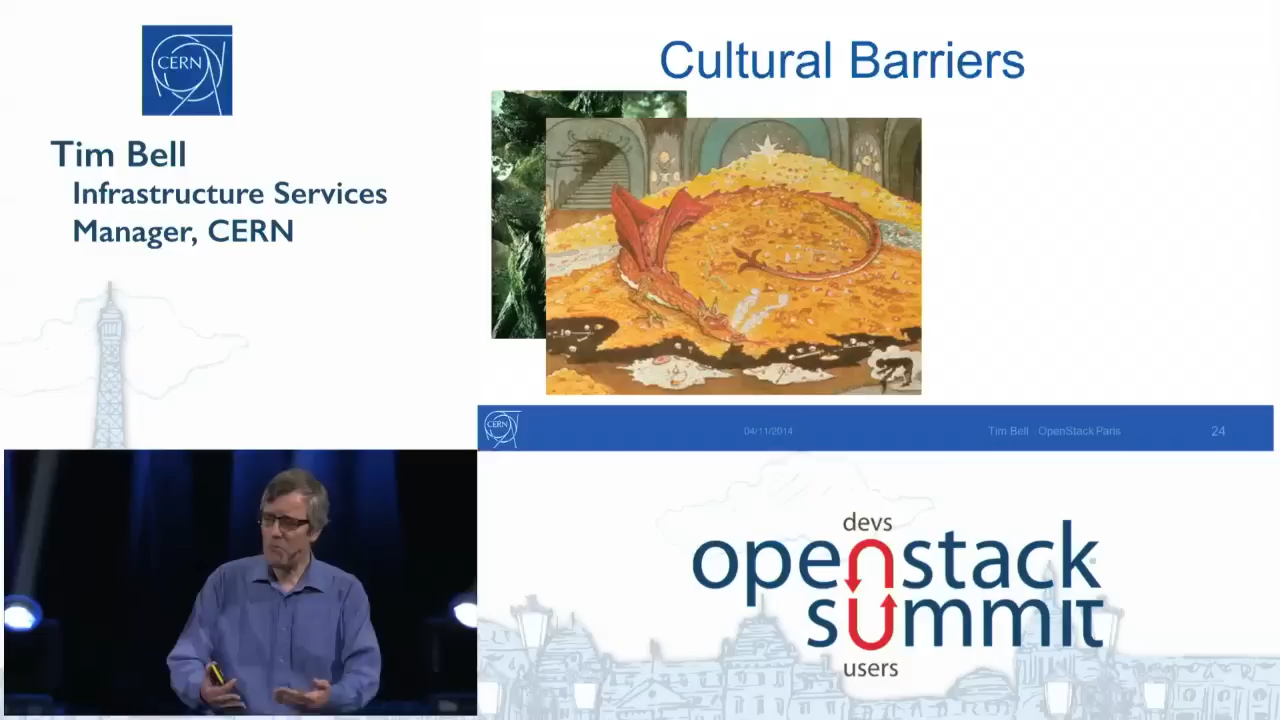 CERN
Tim Bell
Infrastructure Services
Manager, CERN
Cultural Barriers
CERN
04/11/2014
Tim Bell - OpenStack Paris
24
devs
openstack
summit
users